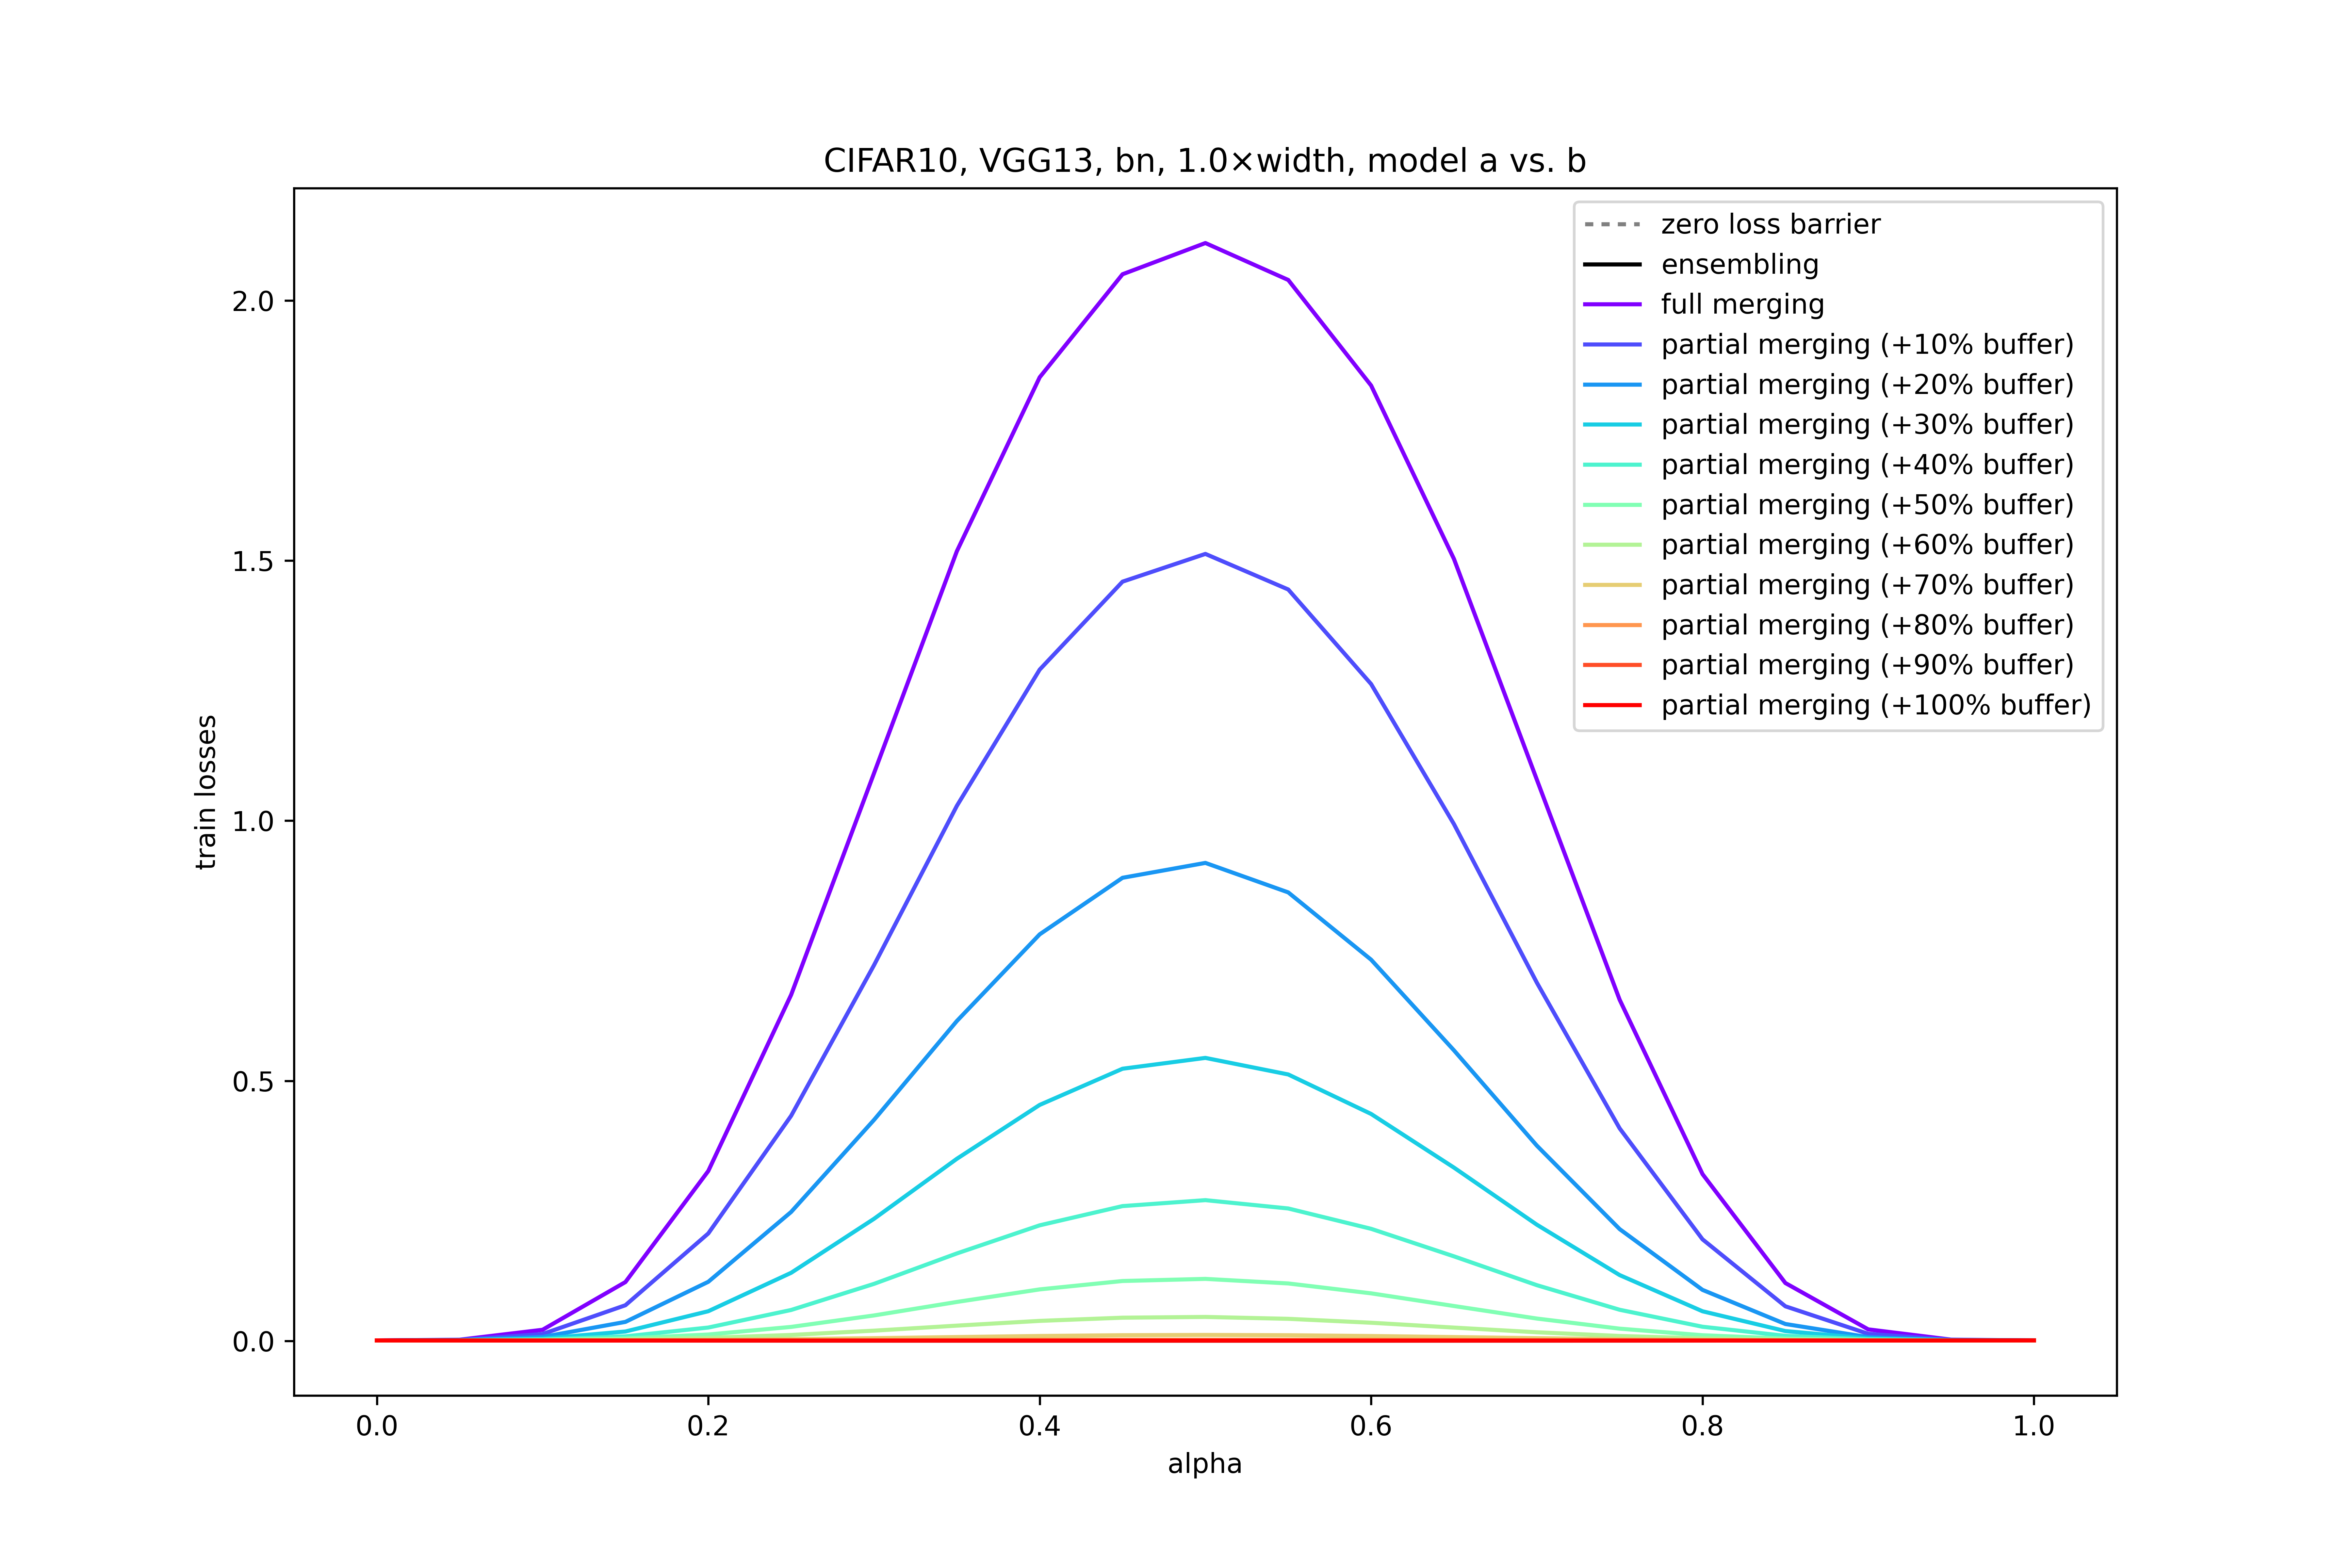 CIFAR10, VGG13, bn, 1.0×width, model a vs. b
zero loss barrier
ensembling
full merging
partial merging (+10% buffer)
partial merging (+20% buffer)
partial merging (+30% buffer)
partial merging (+40% buffer)
partial merging (+50% buffer)
partial merging (+60% buffer)
partial merging (+70% buffer)
partial merging (+80% buffer)
partial merging (+90% buffer)
partial merging (+100% buffer)
train losses
2.0
1.5
1.0
0.5
0.0
0.0 0.2 0.4 0.6 0.8 1.0
alpha